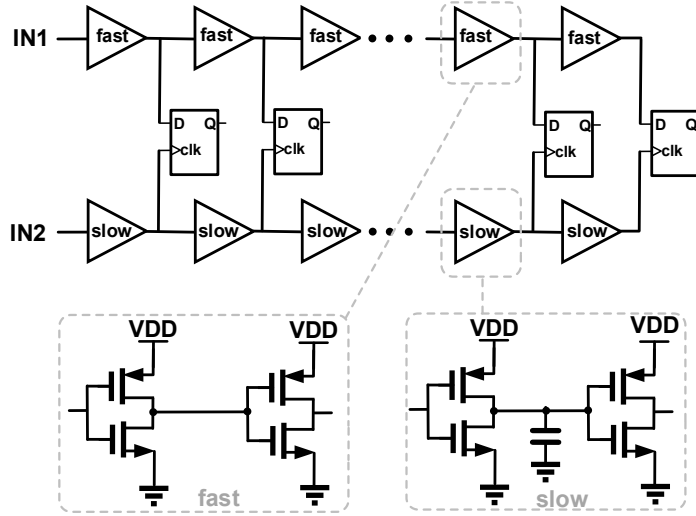 IN1 fast fast fast fast fast
D Q D Q D Q D Q
clk clk clk clk
IN2 slow slow slow slow slow
VDD VDD VDD VDD
fast slow